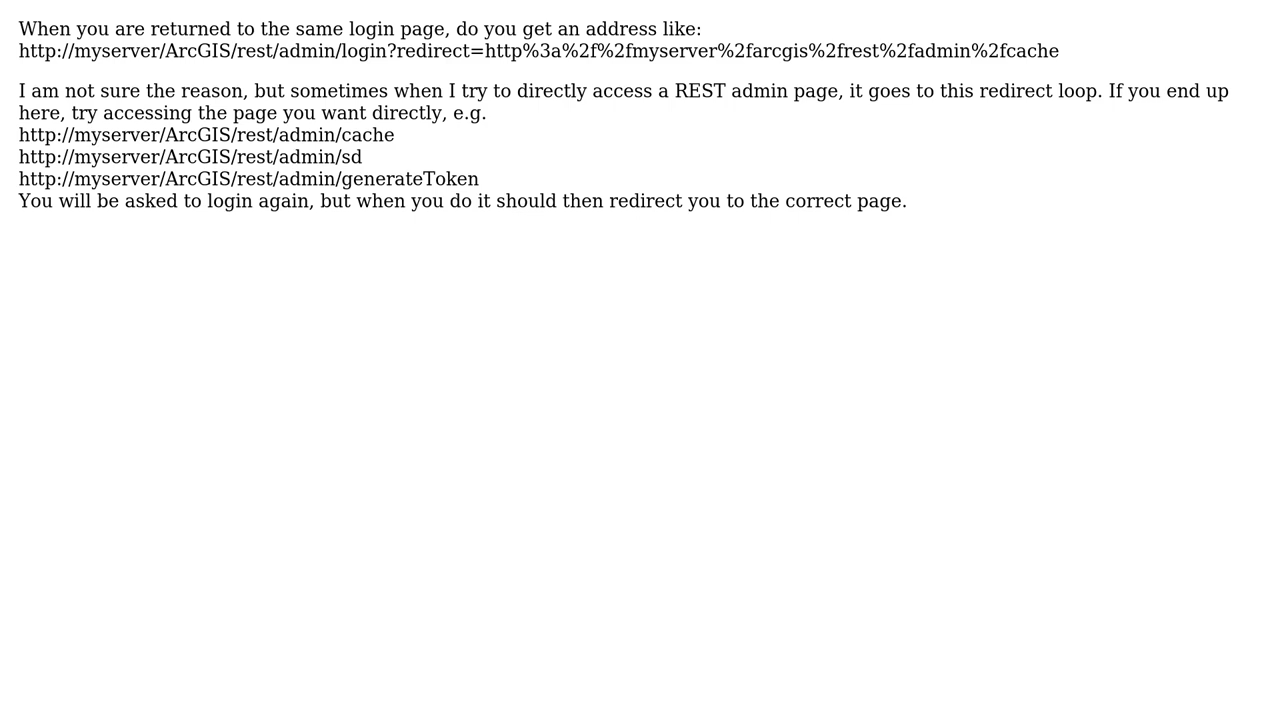 When you are returned to the same login page, do you get an address like:
http://myserver/ArcGIS/rest/admin/login?redirect=http%3a%2f%2fmyserver%2farcgis%2frest%2fadmin%2fcache
I am not sure the reason, but sometimes when I try to directly access a REST admin page, it goes to this redirect loop. If you end up
here, try accessing the page you want directly, e.g.
http://myserver/ArcGIS/rest/admin/cache
http://myserver/ArcGIS/rest/admin/sd
http://myserver/ArcGIS/rest/admin/generateToken
You will be asked to login again, but when you do it should then redirect you to the correct page.